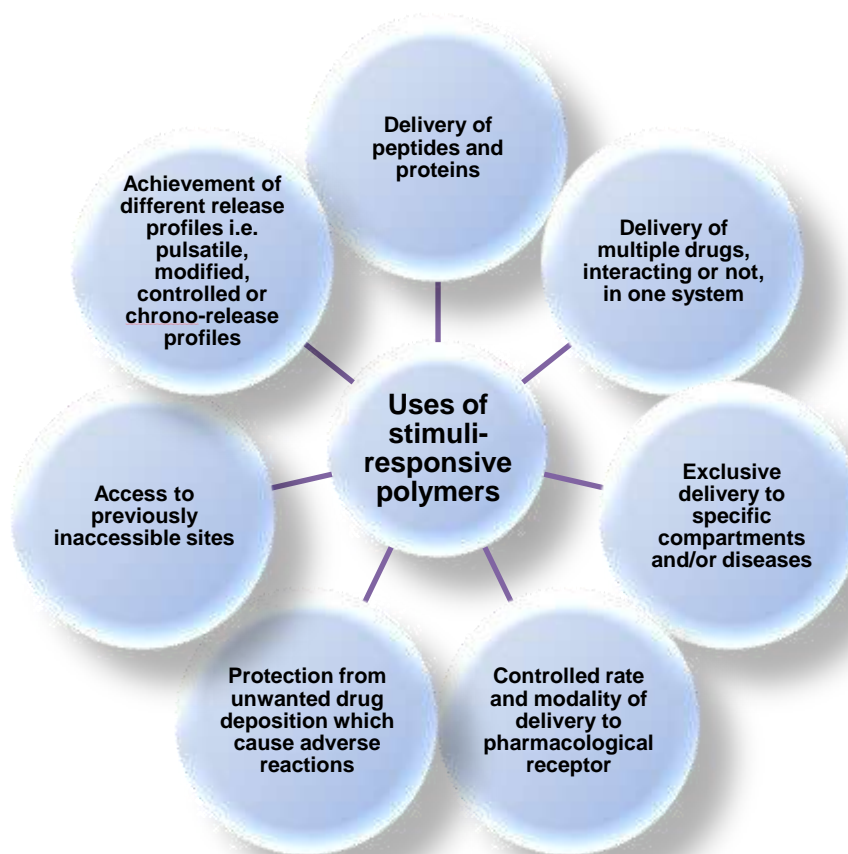 Delivery of
peptides and
proteins
Delivery of
multiple drugs,
interacting or not,
in one system
Exclusive
delivery to
specific
compartments
and/or diseases
Controlled rate
and modality of
delivery to
pharmacological
receptor
Protection from
unwanted drug
deposition which
cause adverse
reactions
Access to
previously
inaccessible sites
Achievement of
different release
profiles i.e.
pulsatile,
modified,
controlled or
chrono-release
profiles
Uses of
stimuli-
responsive
polymers